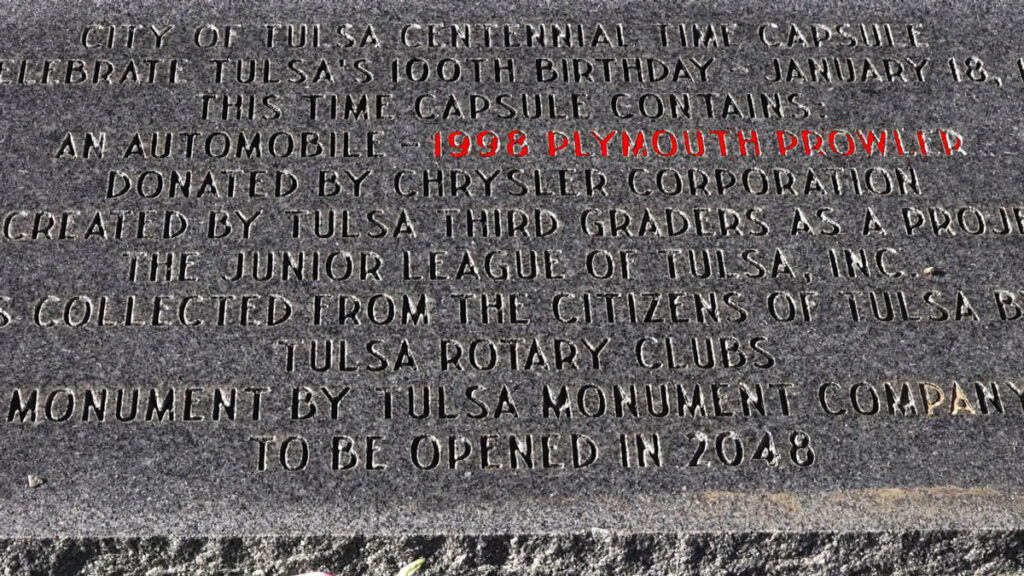 CITY OF TULSA CENTENNIAL TIME CAPSULE
CELEBRATE TULSA'S 100TH BIRTHDAY - JANUARY 18,
THIS TIME CAPSULE CONTAINS:
AN AUTOMOBILE - 1998 PLYMOUTH PROWLER
DONATED BY CHRYSLER CORPORATION
CREATED BY TULSA THIRD GRADERS AS A PROJE
THE JUNIOR LEAGUE OF TULSA, INC.
S COLLECTED FROM THE CITIZENS OF TULSA B
TULSA ROTARY CLUBS
MONUMENT BY TULSA MONUMENT COMPANY
TO BE OPENED IN 2048